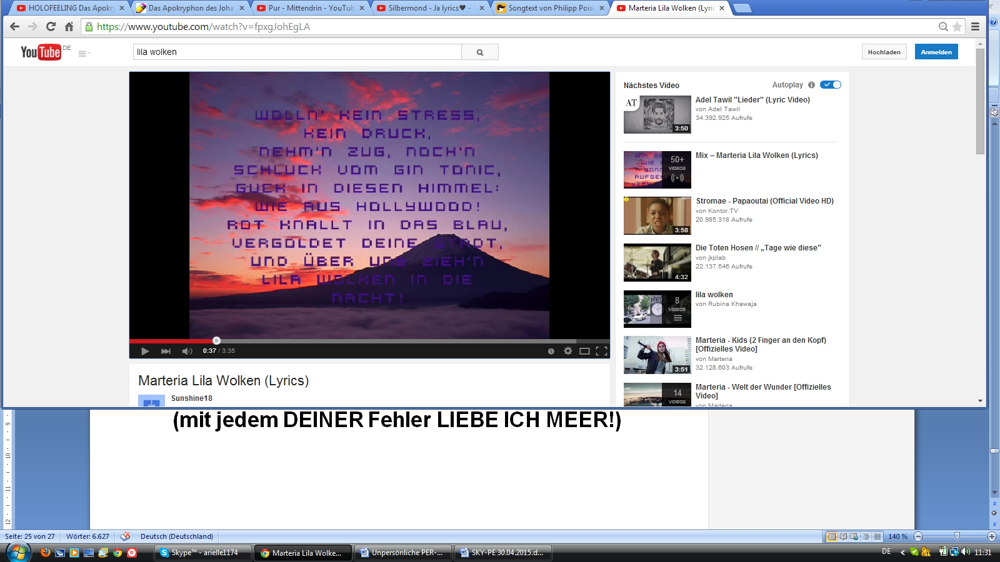 HOLOFEELING Das Apokry
Das Apokryphon des Joha
Pur - Mittendrin - YouTub
Silbermond - Ja lyrics♥ -
Songtext von Philipp Poise
Marteria Lila Wolken (Lyric
https://www.youtube.com/watch?v=fpxgJohEgLA
YouTube DE
lila wolken
Hochladen
Anmelden
WOLLN' KEIN STRESS,
KEIN DRUCK,
NEHM'N ZUG, NOCH'N
SCHLUCK VOM GIN TONIC,
GUCK IN DIESEN HIMMEL:
WIE AUS HOLLYWOOD!
ROT KNALLT IN DAS BLAU,
VERGOLDET DEINE STADT,
UND ÜBER UNS ZIEH'N
LILA WOLKEN IN DIE
NACHT!
0:37 / 3:35
Marteria Lila Wolken (Lyrics)
Sunshine18
Nächstes Video
Autoplay
AT
3:50
Adel Tawil "Lieder" (Lyric Video)
von Adel Tawil
34.392.925 Aufrufe
50+
VIDEOS
Mix – Marteria Lila Wolken (Lyrics)
3:58
Stromae - Papaoutai (Official Video HD)
von Kontor.TV
20.985.318 Aufrufe
4:32
Die Toten Hosen // „Tage wie diese"
von jkplab
22.137.546 Aufrufe
8
VIDEOS
lila wolken
von Rubina Khawaja
3:51
Marteria - Kids (2 Finger an den Kopf)
[Offizielles Video]
von Marteria
32.128.603 Aufrufe
14
VIDEOS
Marteria - Welt der Wunder [Offizielles
Video]
von Marteria
(mit jedem DEINER Fehler LIEBE ICH MEER!)
9
10
11
12
Seite: 25 von 27
Wörter: 6.627
Deutsch (Deutschland)
140 %
Skype™ - arielle1174
Marteria Lila Wolke...
Unpersönliche PER-...
SKY-PE 30.04.2015.d...
DE
11:31